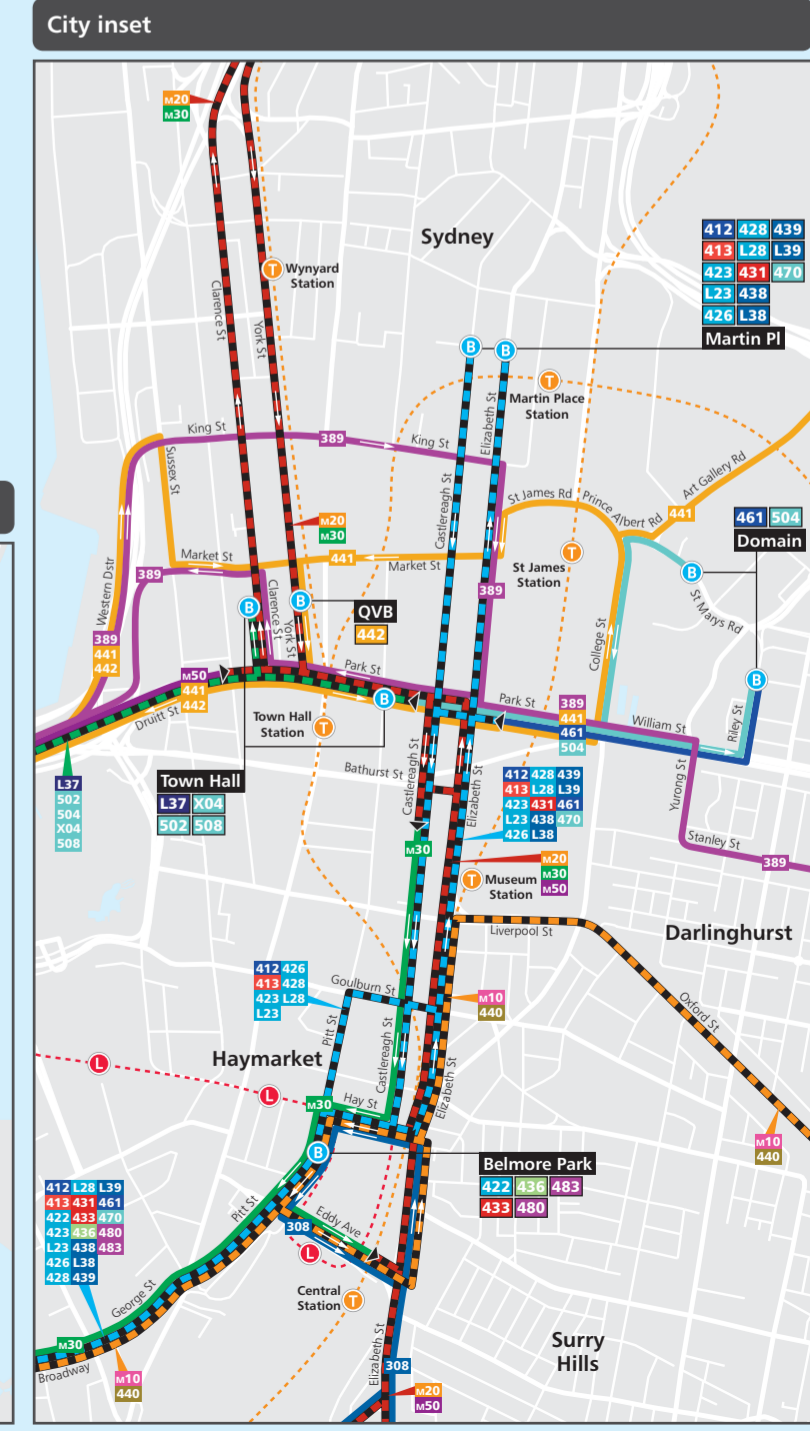 City inset
M20
M30
Sydney
412 428 439
413 L28 L39
423 431 470
L23 438
426 L38
Martin Pl
T Wynyard
Station
Clarence St
York St
B
B
T
Martin Place
Station
Elizabeth St
King St
389
King St
Sussex St
Castlereagh St
St James Rd
Prince Albert Rd
Art Gallery Rd
441
M20
M30
461 504
Domain
Market St
441
Market St
T
St James
Station
B
389
389
Western Dstr
Clarence St
York St
B
B
QVB
442
St Marys Rd
College St
389
441
442
Park St
M50
441
442
B
B
Park St
389
441
461
504
William St
Riley St
Druitt St
Town Hall
Station
T
Castlereagh St
Elizabeth St
Bathurst St
Yurong St
L37
502
504
X04
508
Town Hall
L37 X04
502 508
412 428 439
413 L28 L39
423 431 461
L23 438 470
426 L38
Stanley St
389
M30
M20
M30
M50
T Museum
Station
Liverpool St
Darlinghurst
412 426
413 428
423 L28
L23
Goulburn St
M10
440
Oxford St
Pitt St
Castlereagh St
Haymarket
L
L
Elizabeth St
M30
Hay St
M10
440
B
Belmore Park
422 436 483
433 480
412 L28 L39
413 431 461
422 433 470
423 436 480
L23 438 483
426 L38
428 439
Pitt St
308
Eddy Ave
L
Central
Station
T
George St
M30
Broadway
M10
440
Elizabeth St
308
Surry
Hills
M20
M50